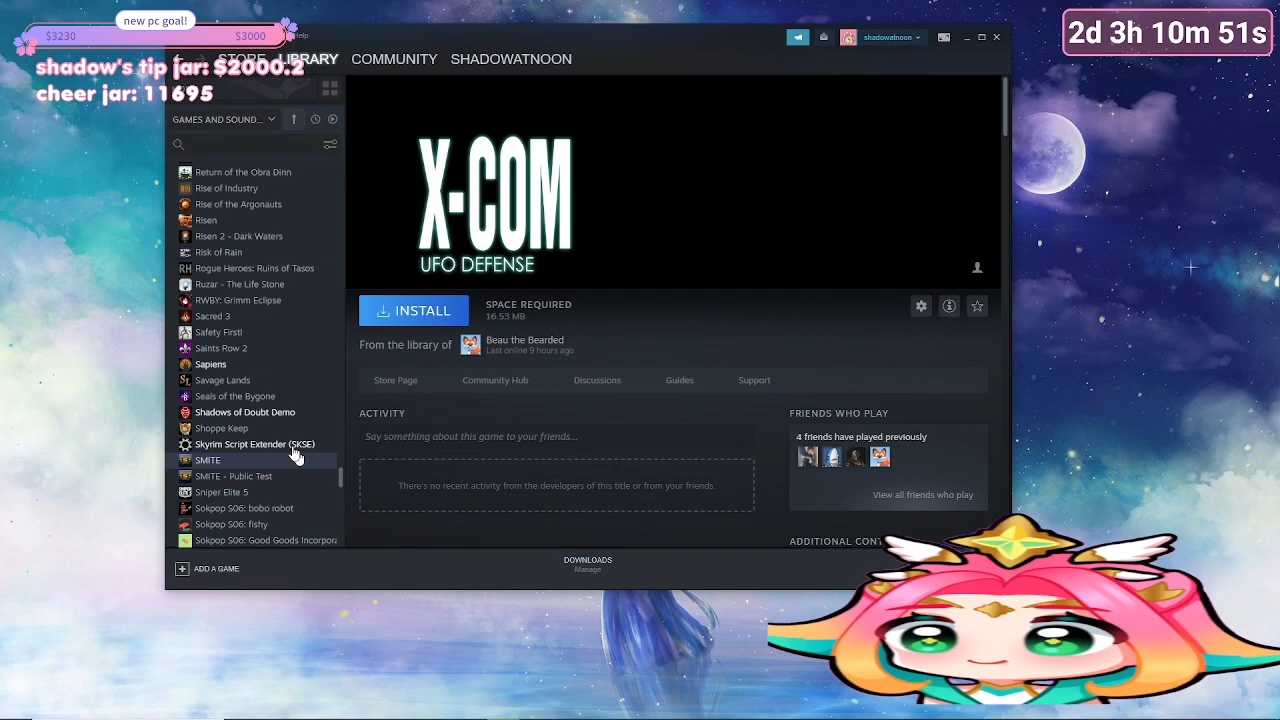 new pc goal!
$3230
$3000
shadow's tip jar: $2000.2
cheer jar: 11695
2d 3h 10m 51s
Help
shadowatnoon
STORE
LIBRARY
COMMUNITY
SHADOWATNOON
GAMES AND SOUND...
Return of the Obra Dinn
Rise of Industry
Rise of the Argonauts
Risen
Risen 2 - Dark Waters
Risk of Rain
Rogue Heroes: Ruins of Tasos
Ruzar - The Life Stone
RWBY: Grimm Eclipse
Sacred 3
Safety First!
Saints Row 2
Sapiens
Savage Lands
Seals of the Bygone
Shadows of Doubt Demo
Shoppe Keep
Skyrim Script Extender (SKSE)
SMITE
SMITE - Public Test
Sniper Elite 5
Sokpop S06: bobo robot
Sokpop S06: fishy
Sokpop S06: Good Goods Incorpora
ADD A GAME
X-COM
UFO DEFENSE
INSTALL
SPACE REQUIRED
16.53 MB
From the library of
Beau the Bearded
Last online 9 hours ago
Store Page
Community Hub
Discussions
Guides
Support
ACTIVITY
Say something about this game to your friends...
There's no recent activity from the developers of this title or from your friends.
FRIENDS WHO PLAY
4 friends have played previously
View all friends who play
ADDITIONAL CONT
DOWNLOADS
Manage